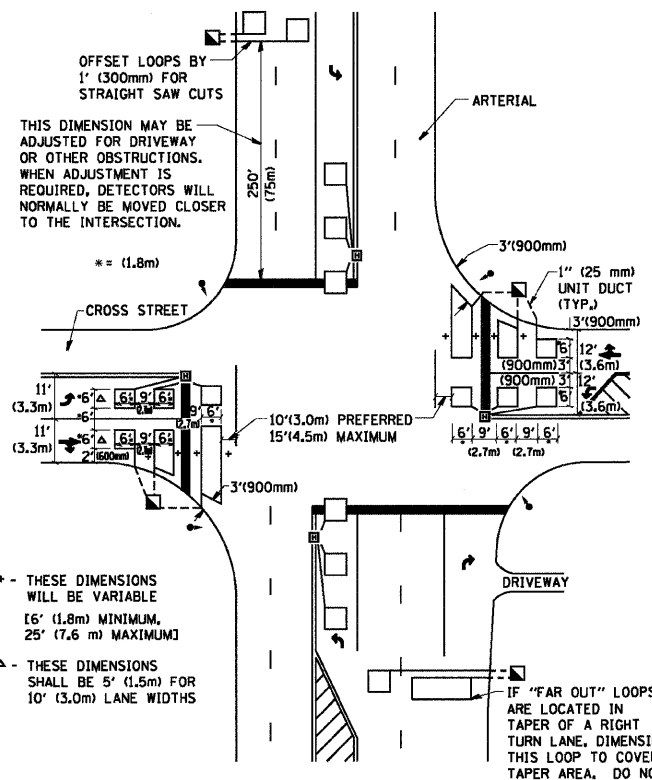 OFFSET LOOPS BY
1' (300mm) FOR
STRAIGHT SAW CUTS
ARTERIAL
THIS DIMENSION MAY BE
ADJUSTED FOR DRIVEWAY
OR OTHER OBSTRUCTIONS.
WHEN ADJUSTMENT IS
REQUIRED, DETECTORS WILL
NORMALLY BE MOVED CLOSER
TO THE INTERSECTION.
250'
(75m)
* = (1.8m)
3'(900mm)
1" (25 mm)
UNIT DUCT
(TYP.)
CROSS STREET
H
3'(900mm)
6'
12'
(3.6m)
(900mm) 3'
(900mm) 3'
12'
6'
(3.6m)
H
6' 9' 6' 9' 6'
(2.7m) (2.7m)
H
11'
(3.3m)
*6' Δ 6' 9' 6'
9' 6'
(2.7m)
11'
(3.3m)
*6' Δ 6' 9' 6'
2' (600mm)
10'(3.0m) PREFERRED
15'(4.5m) MAXIMUM
3'(900mm)
H
DRIVEWAY
+ - THESE DIMENSIONS
WILL BE VARIABLE
[6' (1.8m) MINIMUM,
25' (7.6 m) MAXIMUM]
Δ - THESE DIMENSIONS
SHALL BE 5' (1.5m) FOR
10' (3.0m) LANE WIDTHS
IF "FAR OUT" LOOPS
ARE LOCATED IN
TAPER OF A RIGHT
TURN LANE, DIMENSI
THIS LOOP TO COVER
TAPER AREA. DO NO